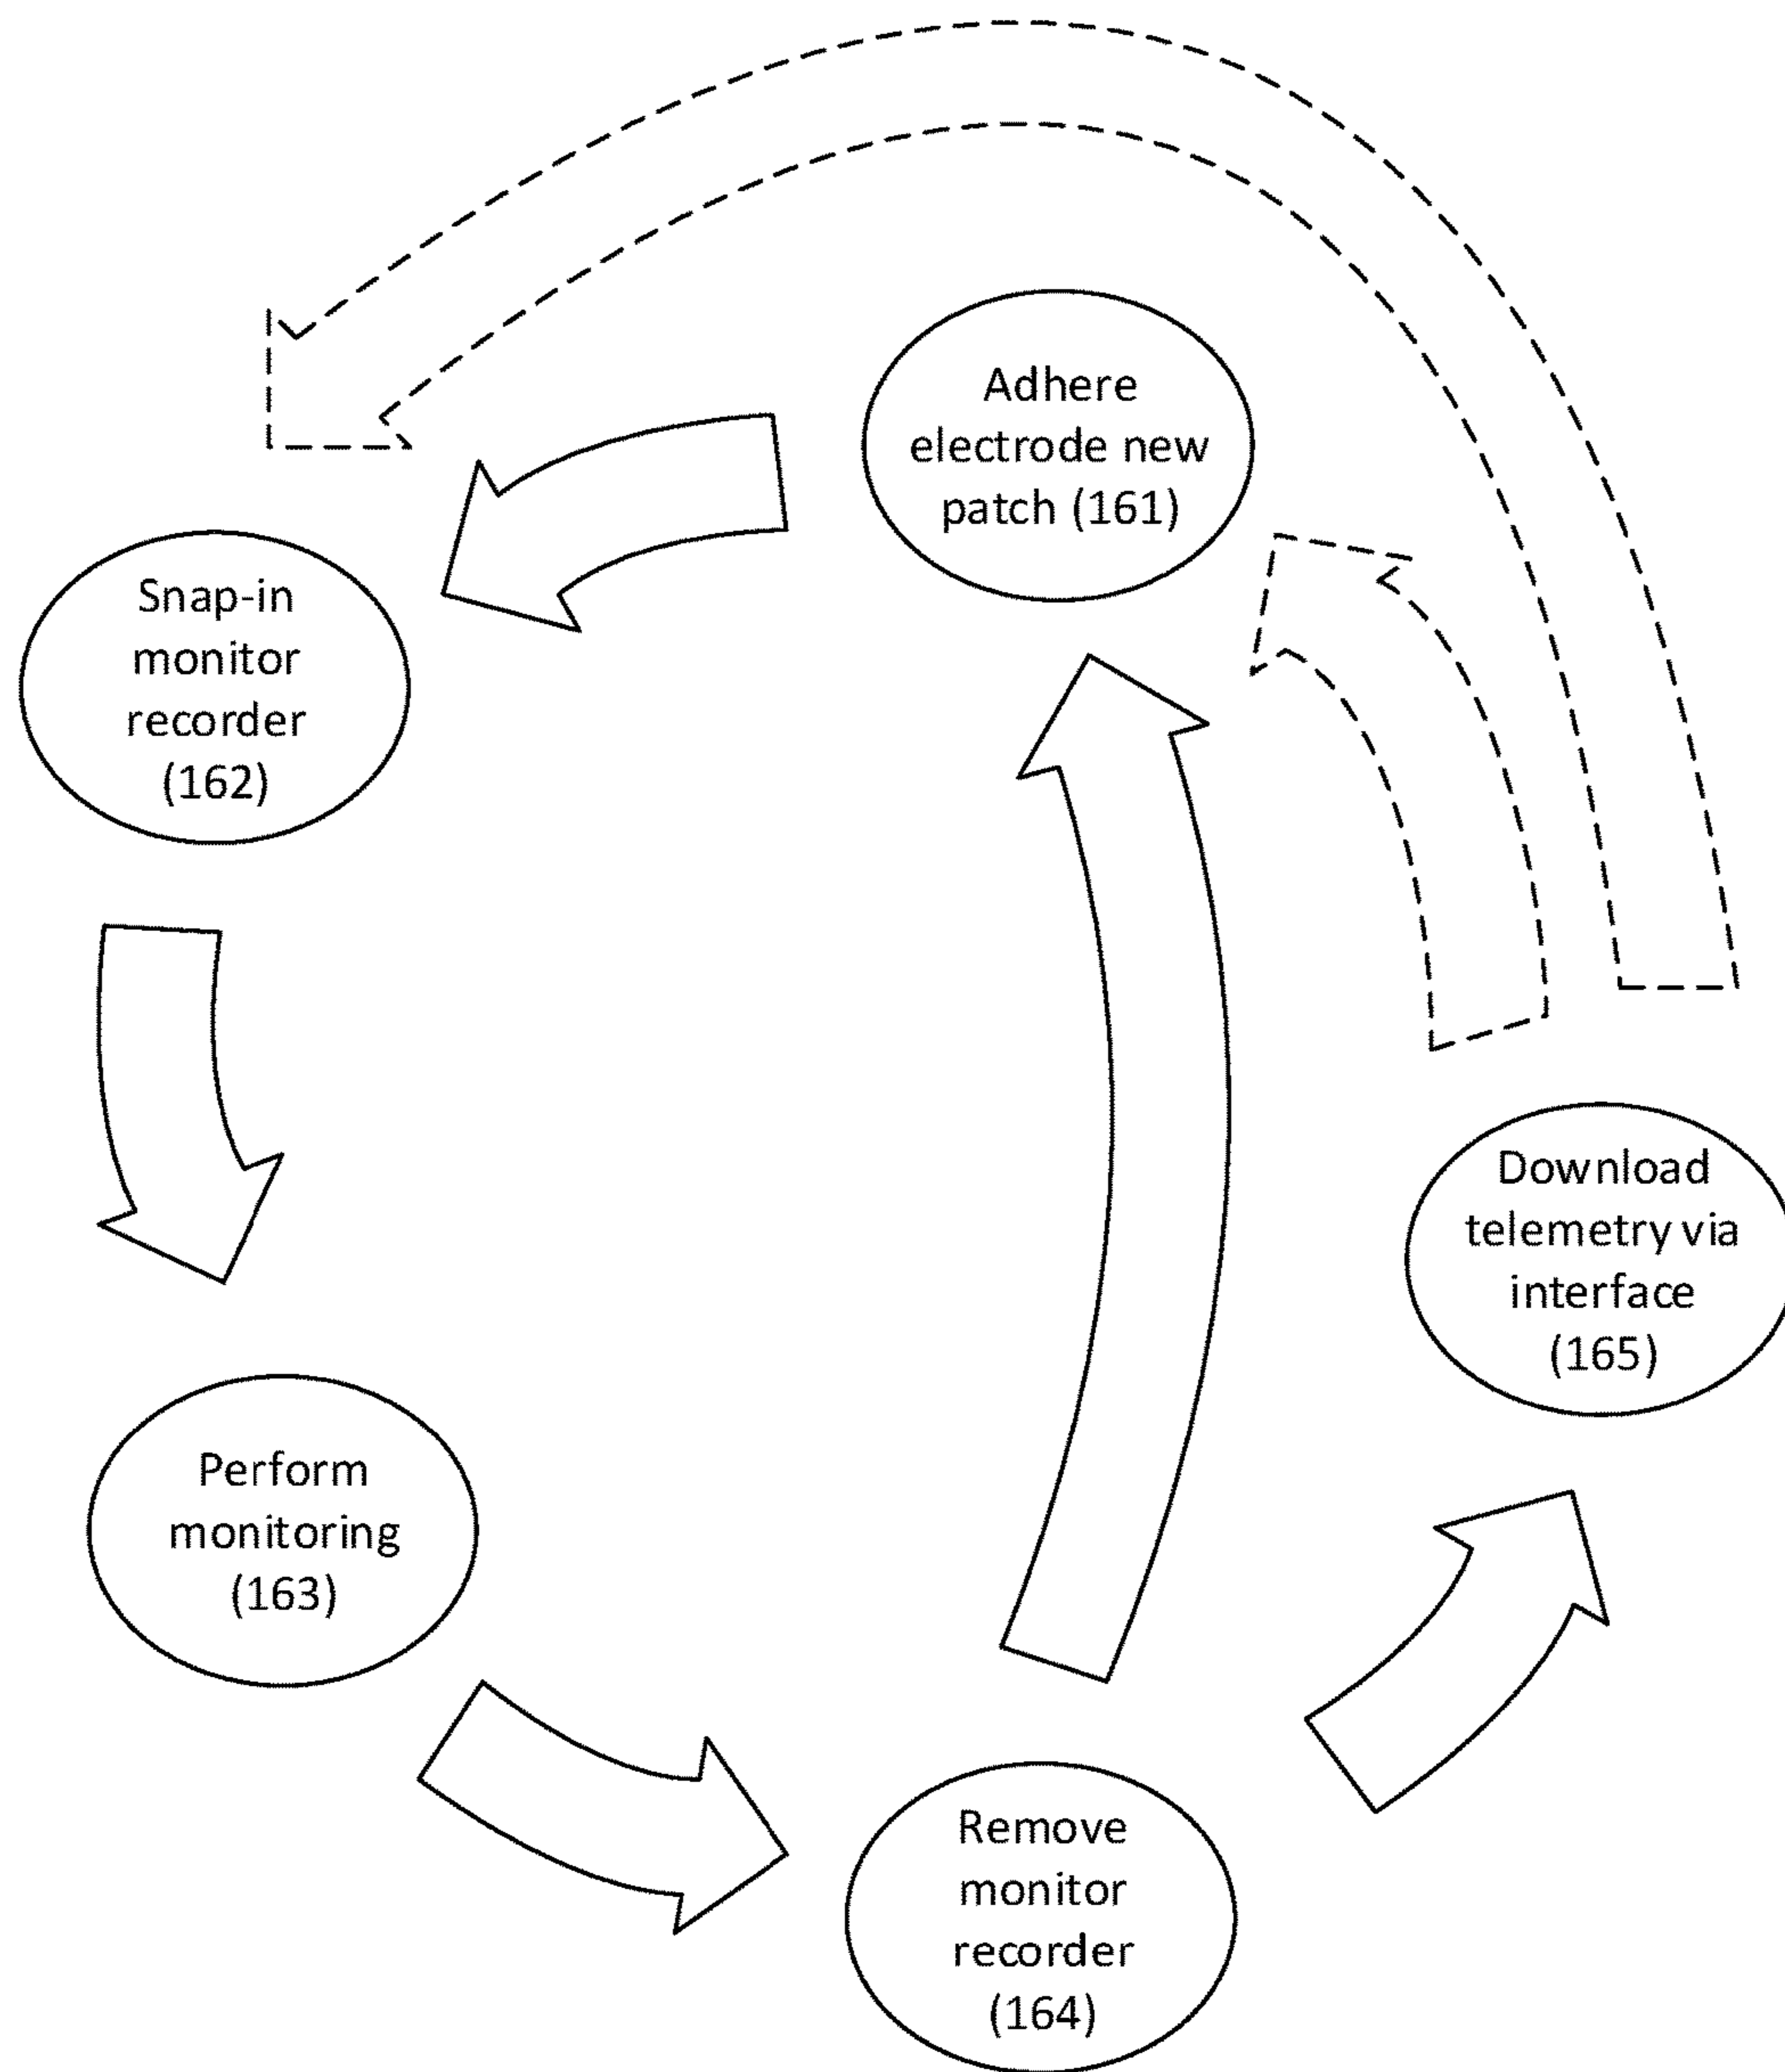 Adhere
electrode new
patch (161)
Snap-in
monitor
recorder
(162)
Download
telemetry via
interface
(165)
Perform
monitoring
(163)
Remove
monitor
recorder
(164)